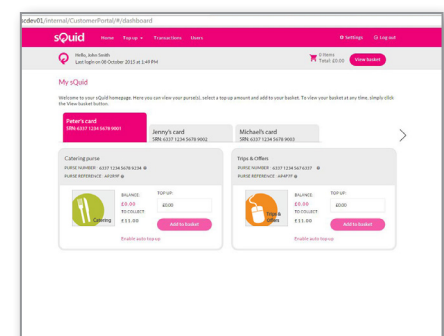 scdev01/internal/CustomerPortal/#/dashboard
sQuid Home Top up Transactions Users Settings Log out
Hello, Jules Smith
Last login on 08 October 2015 at 1:49 PM
0 Items
Total: £0.00
View basket
My sQuid
Welcome to your sQuid homepage. Here you can view your purse(s), select a top up amount and add to your basket. To view your basket at any time, simply click
the View basket button.
Peter's card
SRN: 6337 1234 5678 9001
Jenny's card
SRN: 6337 1234 5678 9002
Michael's card
SRN: 6337 1234 5678 9003
Catering purse
PURSE NUMBER : 6337 1234 5678 6234
PURSE REFERENCE :
Catering
BALANCE:
£0.00
TO COLLECT:
£11.00
TOP UP:
£0.00
Add to basket
Enable auto top up
Trips & Offers
PURSE NUMBER : 6337 1234 567 6337
PURSE REFERENCE :
Trips &
Offers
BALANCE:
£0.00
TO COLLECT:
£11.00
TOP UP:
£0.00
Add to basket
Enable auto top up